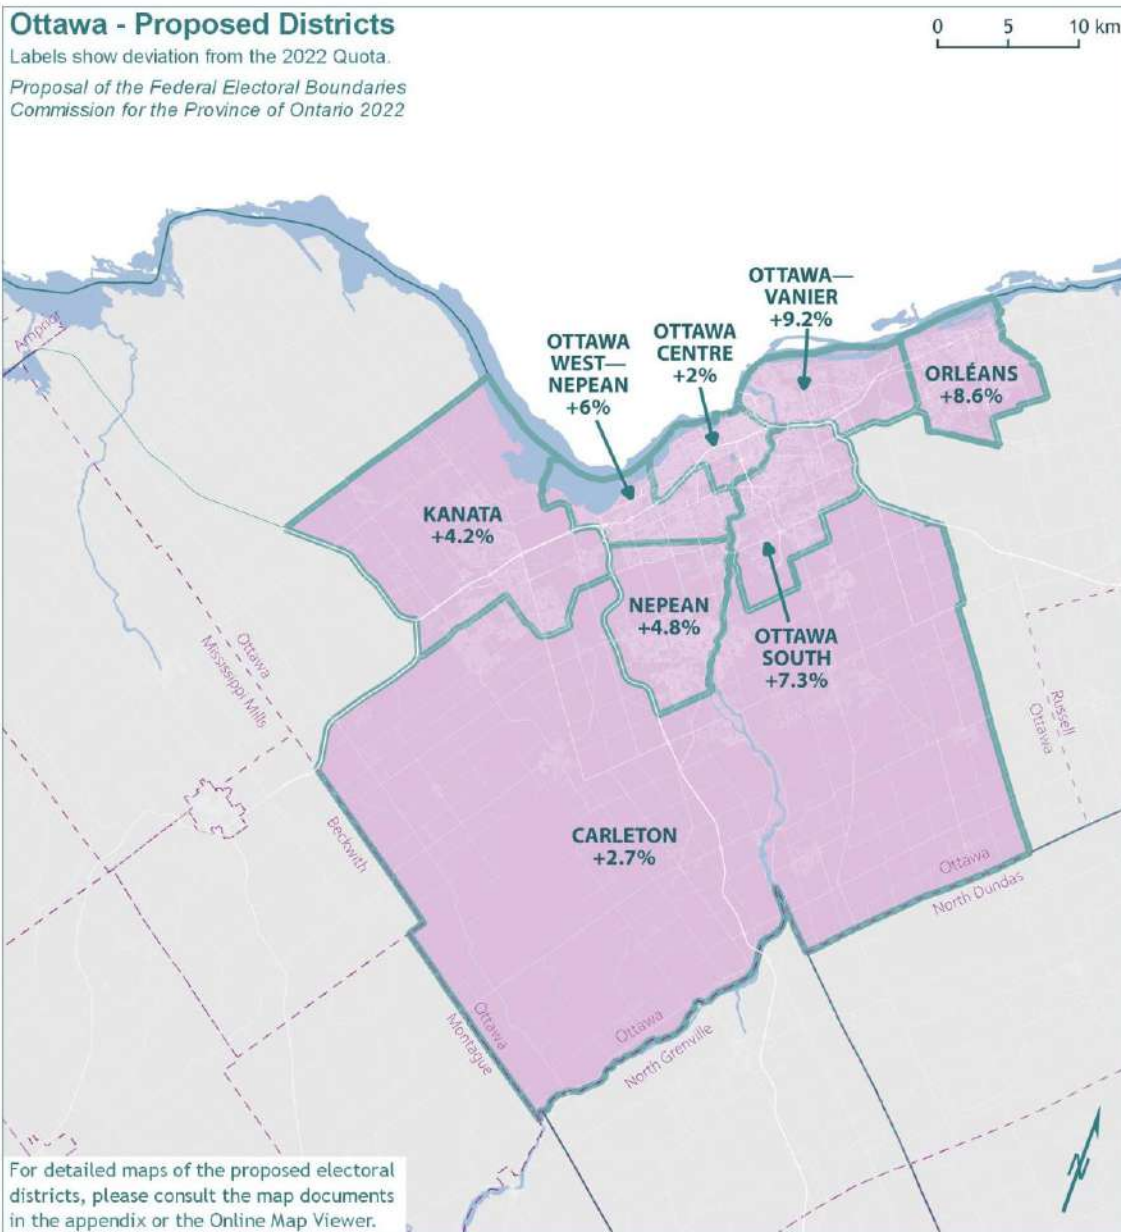 Ottawa - Proposed Districts
Labels show deviation from the 2022 Quota.
Proposal of the Federal Electoral Boundaries
Commission for the Province of Ontario 2022
0 5 10 km
OTTAWA—
VANIER
+9.2%
OTTAWA
CENTRE
+2%
OTTAWA
WEST—
NEPEAN
+6%
ORLÉANS
+8.6%
Arnprior
KANATA
+4.2%
NEPEAN
+4.8%
OTTAWA
SOUTH
+7.3%
Ottawa
Mississippi Mills
Russell
Ottawa
CARLETON
+2.7%
Beckwith
Ottawa
North Dundas
Ottawa
Montague
Ottawa
North Grenville
For detailed maps of the proposed electoral
districts, please consult the map documents
in the appendix or the Online Map Viewer.
N